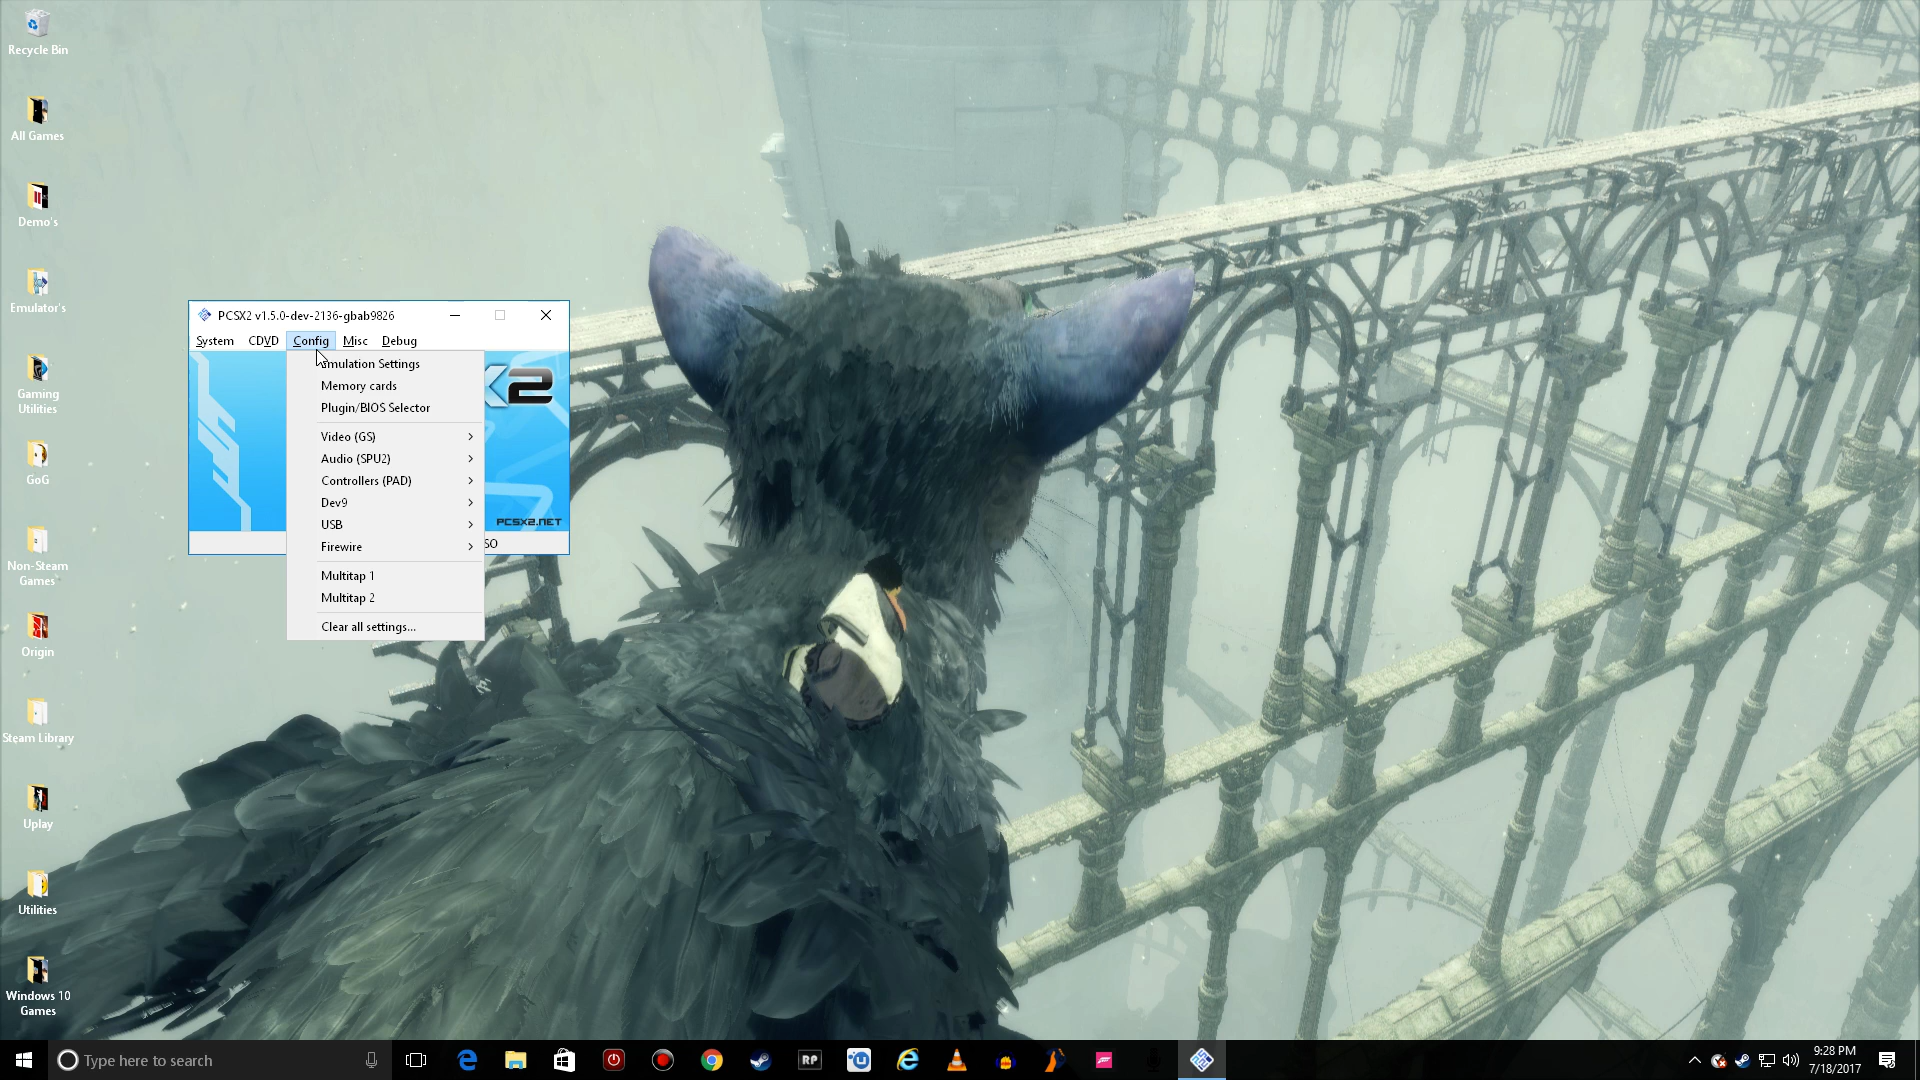 Recycle Bin
All Games
Demo's
Emulator's
Gaming
Utilities
GoG
Non-Steam
Games
Origin
Steam Library
Uplay
Utilities
Windows 10
Games
PCSX2 v1.5.0-dev-2136-gbab9826
System CDVD Config Misc Debug
Emulation Settings
Memory cards
Plugin/BIOS Selector
Video (GS)
Audio (SPU2)
Controllers (PAD)
Dev9
USB
Firewire
Multitap 1
Multitap 2
Clear all settings...
X2
PCSX2.NET
SO
Type here to search
RP
9:28 PM
7/18/2017